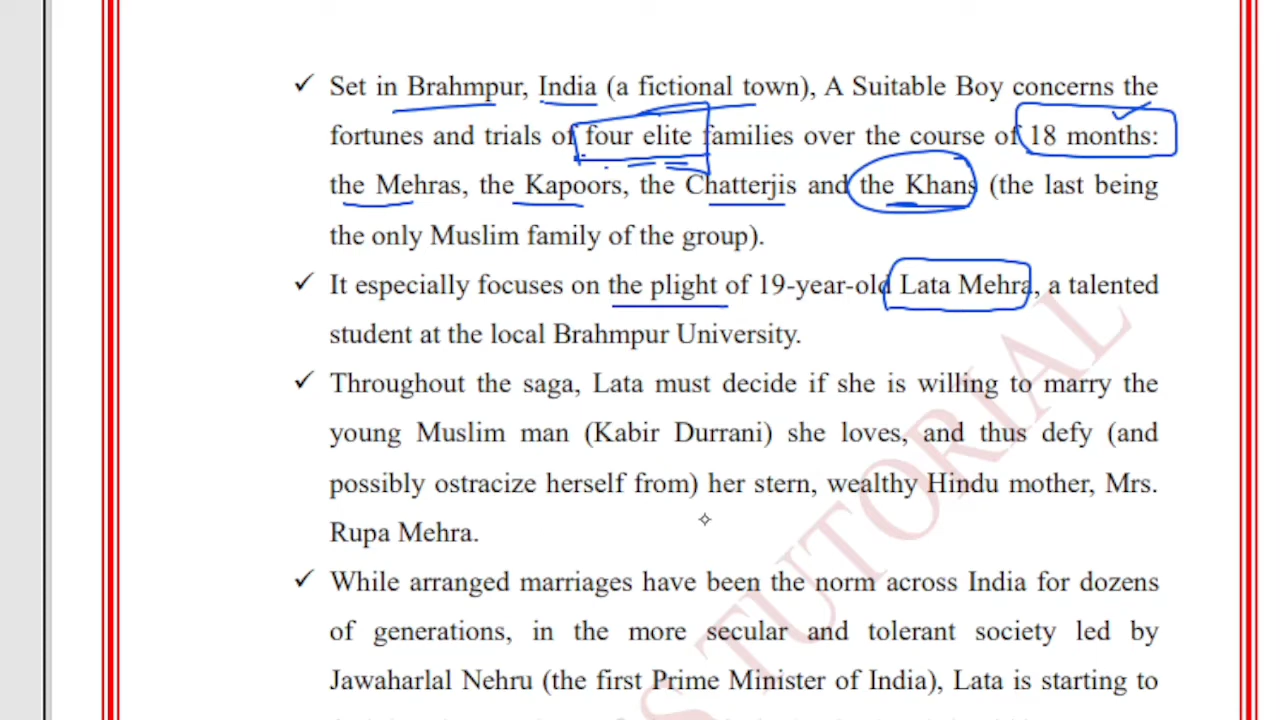 ✓ Set in Brahmpur, India (a fictional town), A Suitable Boy concerns the
fortunes and trials of four elite families over the course of 18 months:
the Mehras, the Kapoors, the Chatterjis and the Khans (the last being
the only Muslim family of the group).
✓ It especially focuses on the plight of 19-year-old Lata Mehra, a talented
student at the local Brahmpur University.
✓ Throughout the saga, Lata must decide if she is willing to marry the
young Muslim man (Kabir Durrani) she loves, and thus defy (and
possibly ostracize herself from) her stern, wealthy Hindu mother, Mrs.
Rupa Mehra.
✓ While arranged marriages have been the norm across India for dozens
of generations, in the more secular and tolerant society led by
Jawaharlal Nehru (the first Prime Minister of India), Lata is starting to
S TUTORIAL